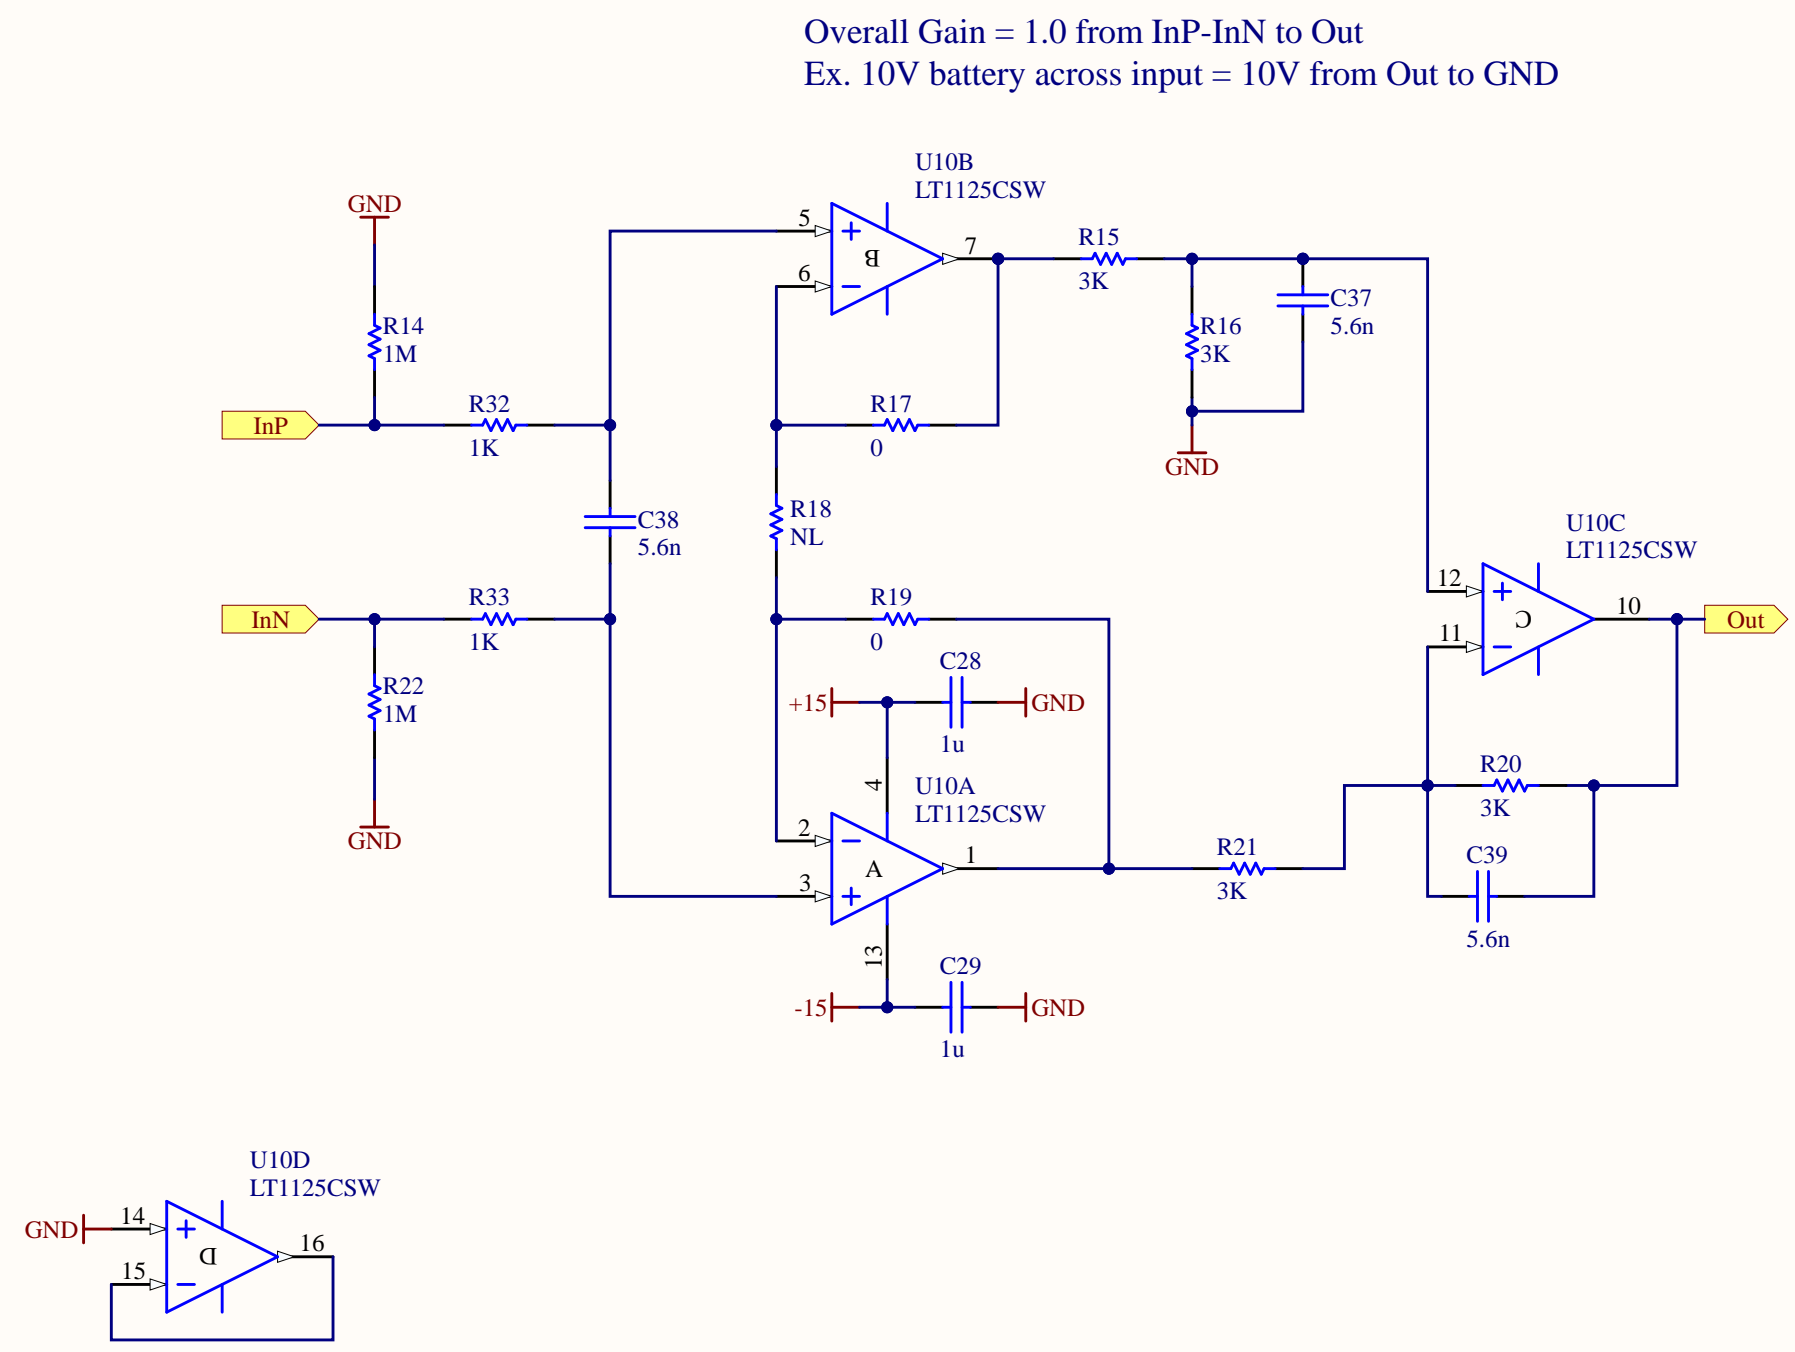 Overall Gain = 1.0 from InP-InN to Out
Ex. 10V battery across input = 10V from Out to GND
U10B
LT1125CSW
GND
5
B
7
6
R15
3K
R14
1M
C37
5.6n
R16
3K
InP
R32
1K
R17
0
GND
R18
NL
C38
5.6n
U10C
LT1125CSW
12
C
10
11
Out
InN
R33
1K
R19
0
R22
1M
C28
+15
GND
1u
4
U10A
LT1125CSW
R20
3K
GND
2
A
1
3
R21
3K
C39
5.6n
13
C29
-15
GND
1u
U10D
LT1125CSW
GND
14
D
16
15